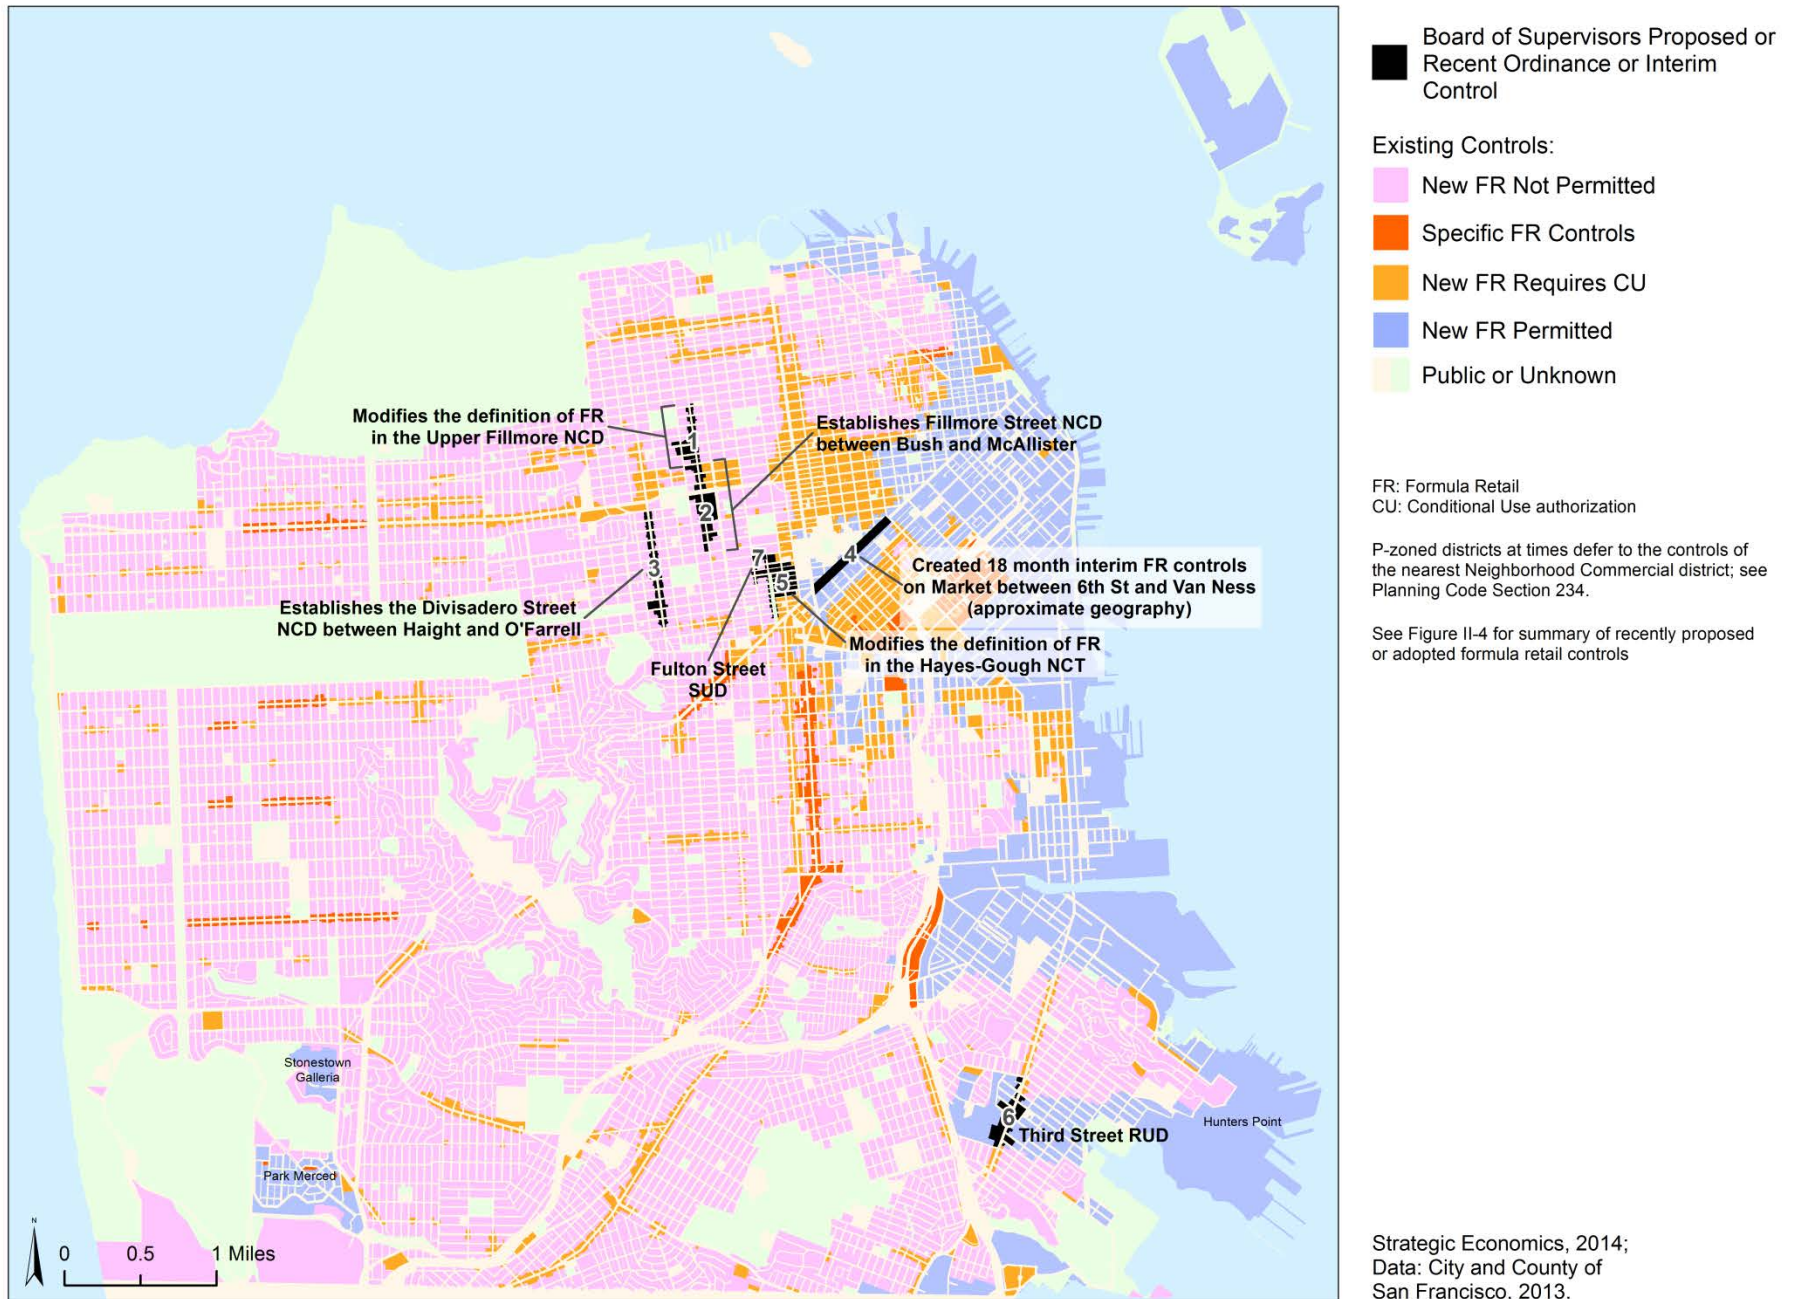 Board of Supervisors Proposed or
Recent Ordinance or Interim
Control
Existing Controls:
New FR Not Permitted
Specific FR Controls
New FR Requires CU
New FR Permitted
Public or Unknown
FR: Formula Retail
CU: Conditional Use authorization
P-zoned districts at times defer to the controls of
the nearest Neighborhood Commercial district; see
Planning Code Section 234.
See Figure II-4 for summary of recently proposed
or adopted formula retail controls
Modifies the definition of FR
in the Upper Fillmore NCD
1
Establishes Fillmore Street NCD
between Bush and McAllister
2
3
Establishes the Divisadero Street
NCD between Haight and O'Farrell
7
5
4
Created 18 month interim FR controls
on Market between 6th St and Van Ness
(approximate geography)
Modifies the definition of FR
in the Hayes-Gough NCT
Fulton Street
SUD
Stonestown
Galleria
Park Merced
6
Third Street RUD
Hunters Point
N
0 0.5 1 Miles
Strategic Economics, 2014;
Data: City and County of
San Francisco, 2013.